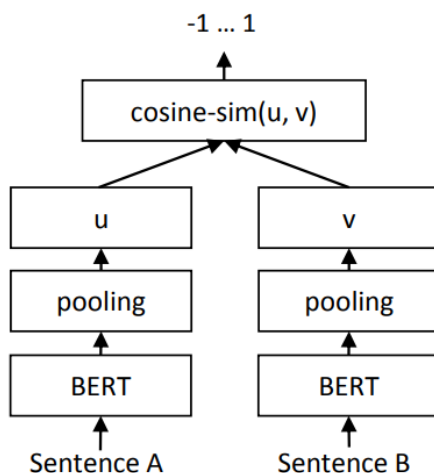 -1 ... 1
cosine-sim(u, v)
u
v
pooling
pooling
BERT
BERT
Sentence A
Sentence B